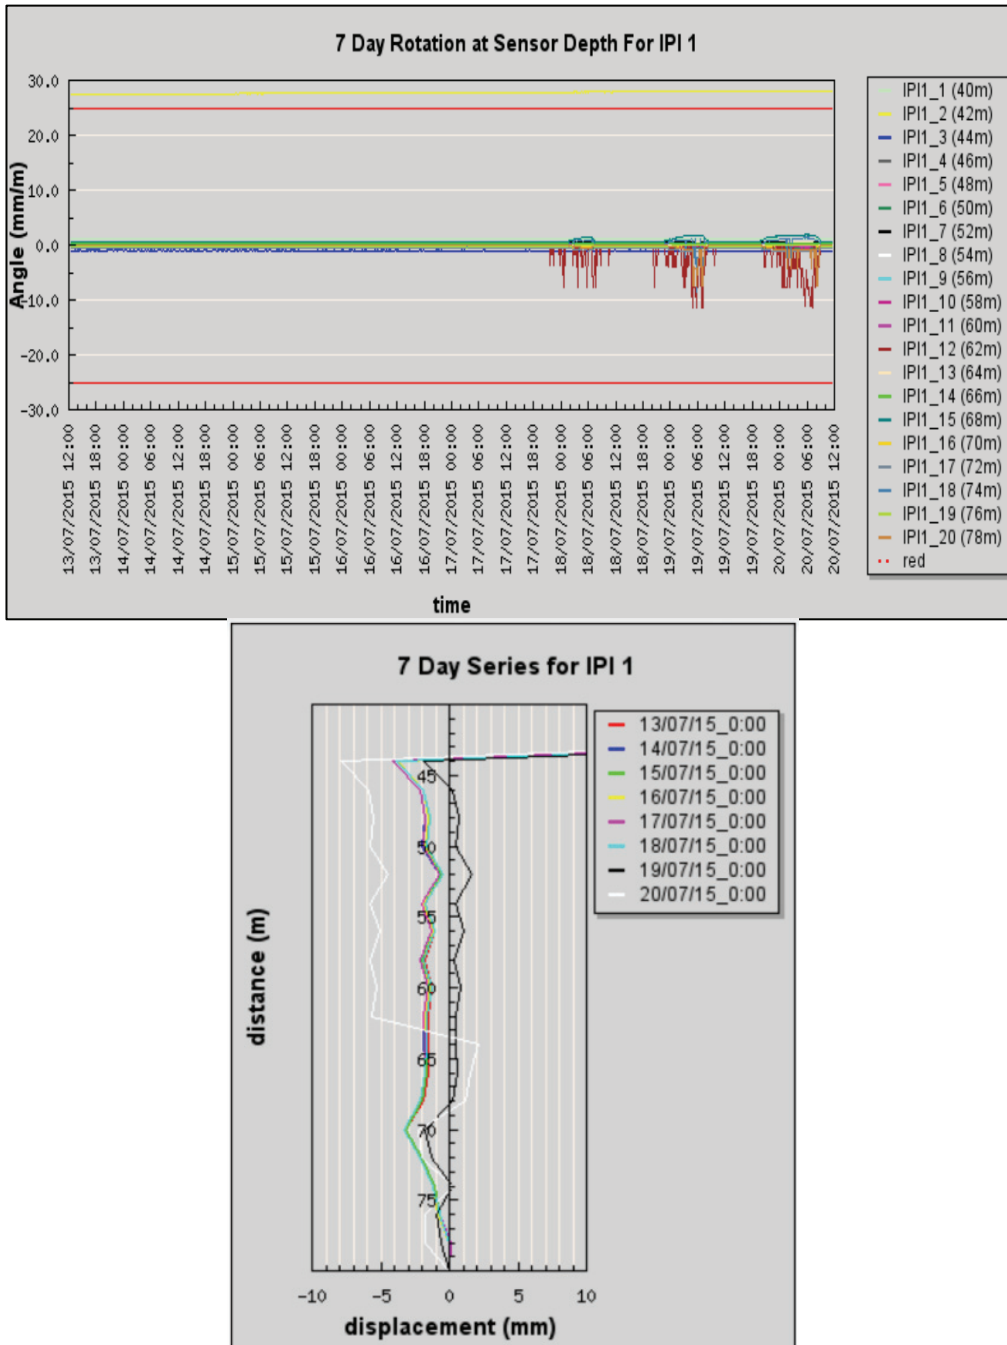 7 Day Rotation at Sensor Depth For IPI 1
Angle (mm/m)
30.0
20.0
10.0
0.0
-10.0
-20.0
-30.0
13/07/2015 12:00
13/07/2015 18:00
14/07/2015 00:00
14/07/2015 06:00
14/07/2015 12:00
14/07/2015 18:00
15/07/2015 00:00
15/07/2015 06:00
15/07/2015 12:00
15/07/2015 18:00
16/07/2015 00:00
16/07/2015 06:00
16/07/2015 12:00
16/07/2015 18:00
17/07/2015 00:00
17/07/2015 06:00
17/07/2015 12:00
17/07/2015 18:00
18/07/2015 00:00
18/07/2015 06:00
18/07/2015 12:00
18/07/2015 18:00
19/07/2015 00:00
19/07/2015 06:00
19/07/2015 12:00
19/07/2015 18:00
20/07/2015 00:00
20/07/2015 06:00
20/07/2015 12:00
time
IPI1_1 (40m)
IPI1_2 (42m)
IPI1_3 (44m)
IPI1_4 (46m)
IPI1_5 (48m)
IPI1_6 (50m)
IPI1_7 (52m)
IPI1_8 (54m)
IPI1_9 (56m)
IPI1_10 (58m)
IPI1_11 (60m)
IPI1_12 (62m)
IPI1_13 (64m)
IPI1_14 (66m)
IPI1_15 (68m)
IPI1_16 (70m)
IPI1_17 (72m)
IPI1_18 (74m)
IPI1_19 (76m)
IPI1_20 (78m)
red
7 Day Series for IPI 1
distance (m)
45
50
55
60
65
70
75
-10
-5
0
5
10
displacement (mm)
13/07/15_0:00
14/07/15_0:00
15/07/15_0:00
16/07/15_0:00
17/07/15_0:00
18/07/15_0:00
19/07/15_0:00
20/07/15_0:00